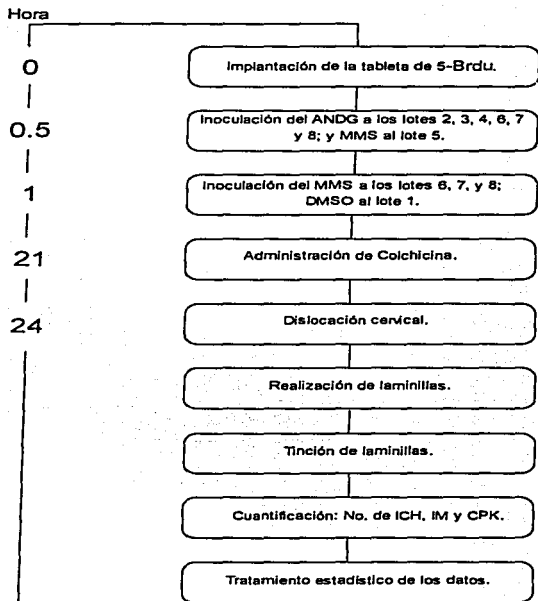 Hora
0
Implantación de la tableta de 5-Brdu.
0.5
Inoculación del ANDG a los lotes 2, 3, 4, 6, 7
y 8; y MMS al lote 5.
1
Inoculación del MMS a los lotes 6, 7, y 8;
DMSO al lote 1.
21
Administración de Colchicina.
24
Dislocación cervical.
Realización de laminillas.
Tinción de laminillas.
Cuantificación: No. de ICH, IM y CPK.
Tratamiento estadístico de los datos.